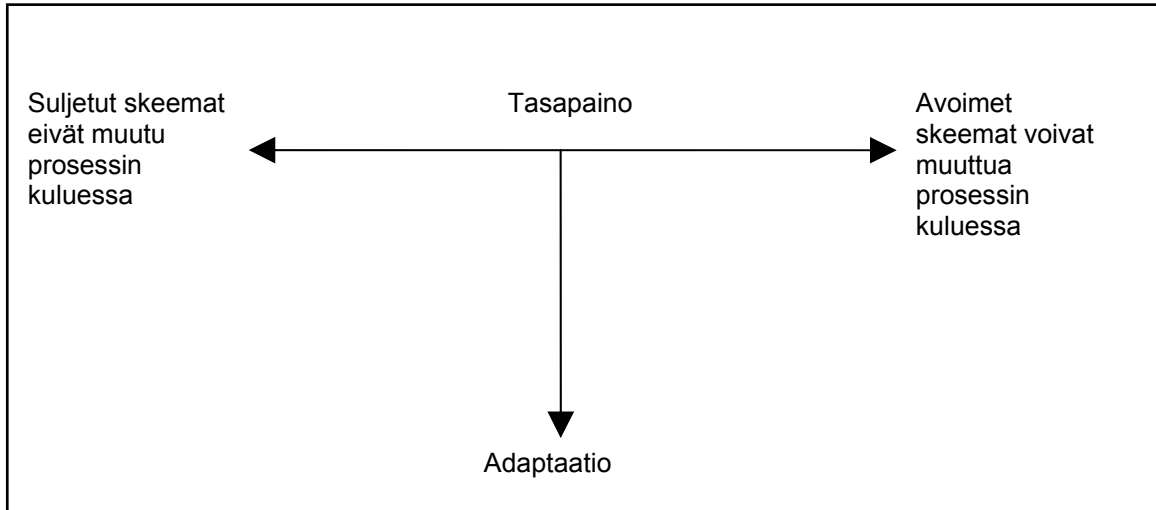 Suljetut skeemat
eivät muutu
prosessin
kuluessa
Tasapaino
Avoimet
skeemat voivat
muuttua
prosessin
kuluessa
Adaptaatio